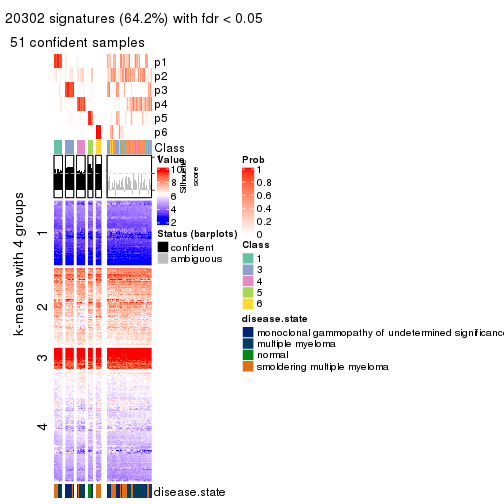 20302 signatures (64.2%) with fdr < 0.05
51 confident samples
p1
p2
p3
p4
p5
p6
Class
Silhouette
score
k-means with 4 groups
1
2
3
4
disease.state
Value
10
8
6
4
2
Status (barplots)
confident
ambiguous
Prob
1
0.8
0.6
0.4
0.2
0
Class
1
3
4
5
6
disease.state
monoclonal gammopathy of undetermined significance
multiple myeloma
normal
smoldering multiple myeloma